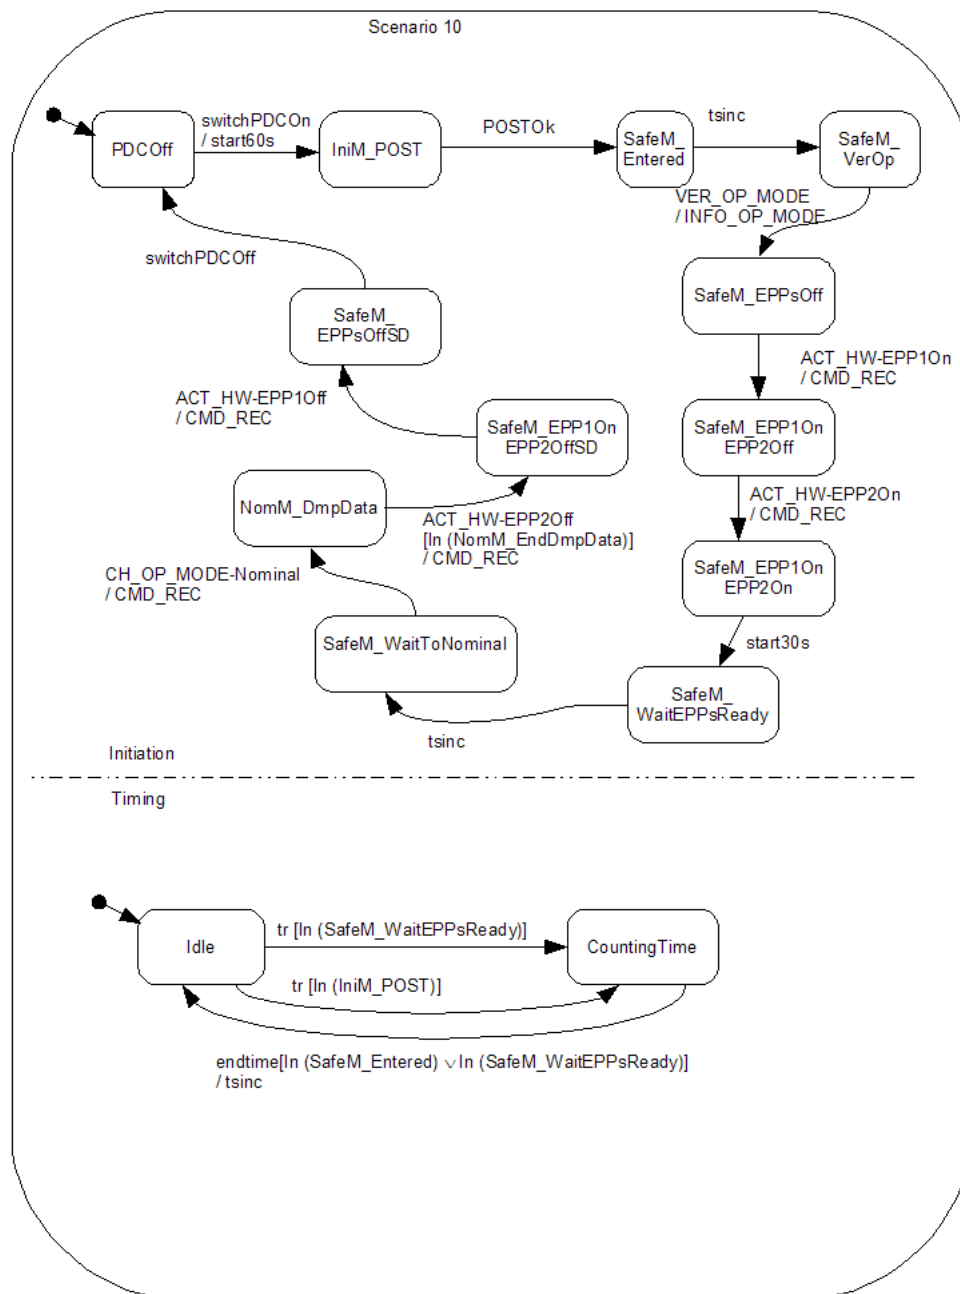 Scenario 10
PDCOff
switchPDCOn
/ start60s
IniM_POST
POSTOk
SafeM_
Entered
tsinc
SafeM_
VerOp
VER_OP_MODE
/ INFO_OP_MODE
SafeM_EPPsOff
ACT_HW-EPP1On
/ CMD_REC
SafeM_EPP1On
EPP2Off
ACT_HW-EPP2On
/ CMD_REC
SafeM_EPP1On
EPP2On
start30s
SafeM_
WaitEPPsReady
tsinc
SafeM_WaitToNominal
CH_OP_MODE-Nominal
/ CMD_REC
NomM_DmpData
ACT_HW-EPP2Off
[In (NomM_EndDmpData)]
/ CMD_REC
SafeM_EPP1On
EPP2OffSD
ACT_HW-EPP1Off
/ CMD_REC
SafeM_
EPPsOffSD
switchPDCOff
Initiation
Timing
Idle
tr [In (SafeM_WaitEPPsReady)]
CountingTime
tr [In (IniM_POST)]
endtime[In (SafeM_Entered) ∨ In (SafeM_WaitEPPsReady)]
/ tsinc